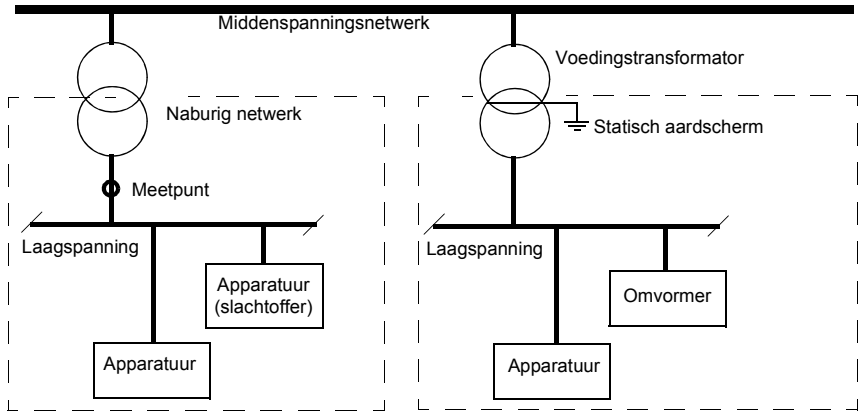 Middenspanningsnetwerk
Voedingstransformator
Naburig netwerk
Statisch aardscherm
Meetpunt
Laagspanning
Apparatuur
(slachtoffer)
Apparatuur
Laagspanning
Omvormer
Apparatuur